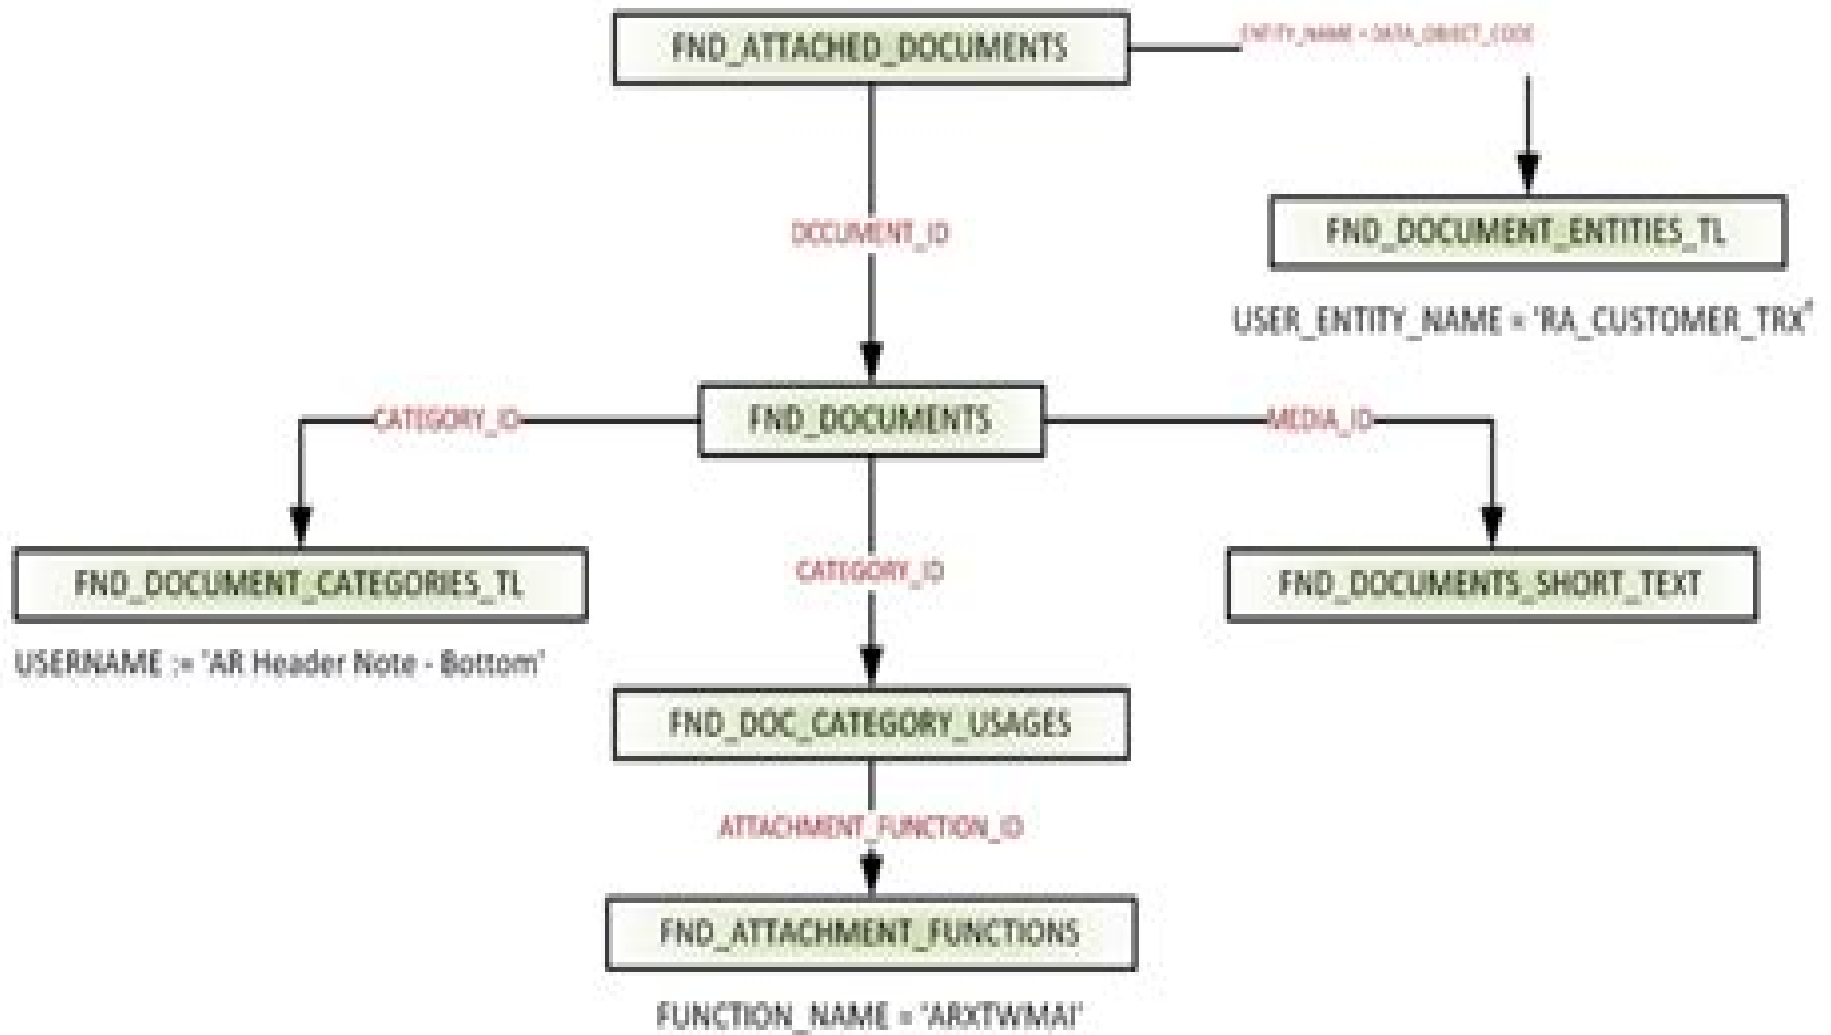 FND_ATTACHED_DOCUMENTS
ENTITY_NAME = DATA_OBJECT_CODE
DOCUMENT_ID
FND_DOCUMENT_ENTITIES_TL
USER_ENTITY_NAME = 'RA_CUSTOMER_TRX'
CATEGORY_ID
FND_DOCUMENTS
MEDIA_ID
FND_DOCUMENT_CATEGORIES_TL
CATEGORY_ID
FND_DOCUMENTS_SHORT_TEXT
USERNAME := 'AR Header Note - Bottom'
FND_DOC_CATEGORY_USAGES
ATTACHMENT_FUNCTION_ID
FND_ATTACHMENT_FUNCTIONS
FUNCTION_NAME = 'ARXTWMAI'